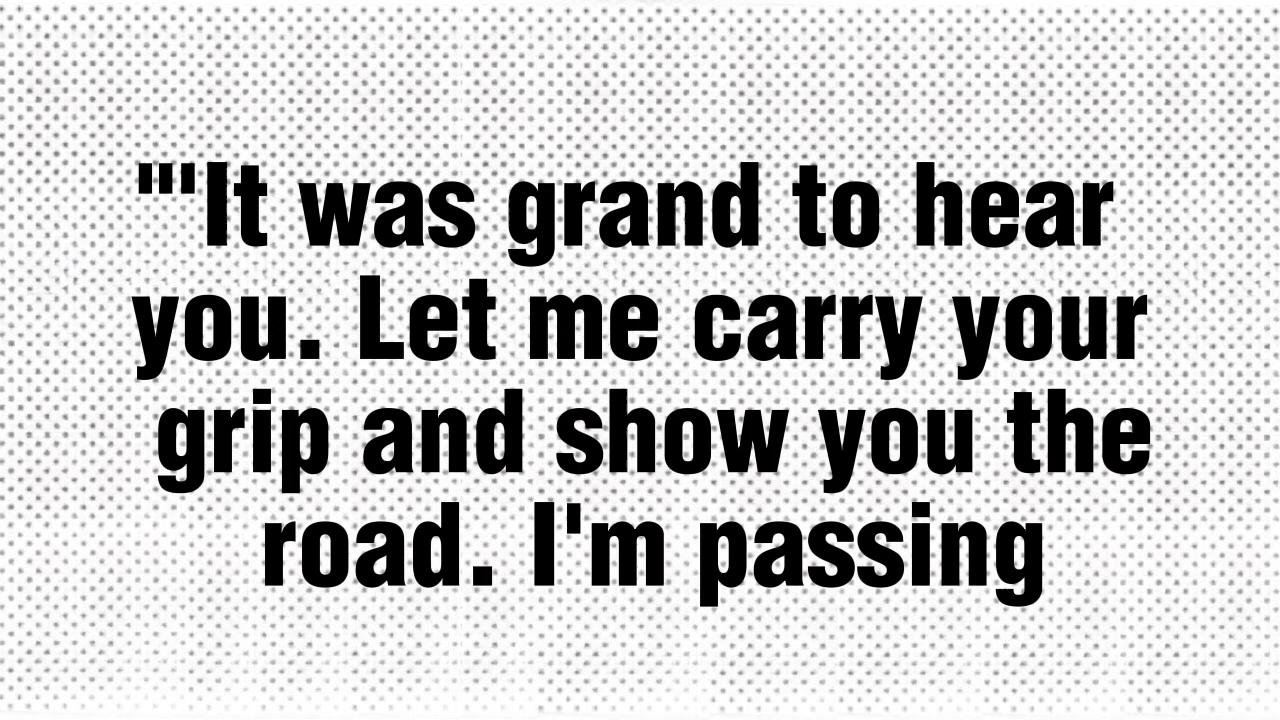 "'It was grand to hear
you. Let me carry your
grip and show you the
road. I'm passing